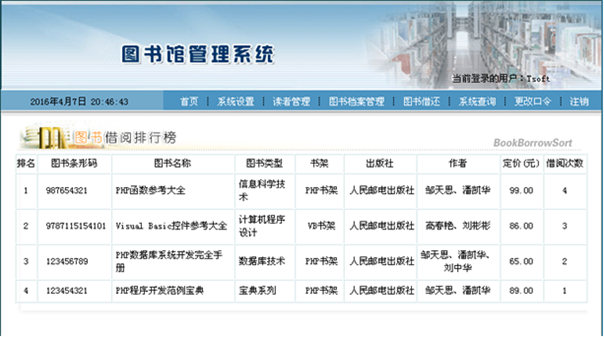 图书馆管理系统
当前登录的用户：Tsoft
2016年4月7日 20:46:43 首页 | 系统设置 | 读者管理 | 图书档案管理 | 图书借还 | 系统查询 | 更改口令 | 注销
图书借阅排行榜
BookBorrowSort
排名 图书条形码 图书名称 图书类型 书架 出版社 作者 定价(元) 借阅次数
1 987654321 PHP函数参考大全 信息科学技术 PHP书架 人民邮电出版社 邹天思、潘凯华 99.00 4
2 9787115154101 Visual Basic控件参考大全 计算机程序设计 VB书架 人民邮电出版社 高春艳、刘彬彬 86.00 3
3 123456789 PHP数据库系统开发完全手册 数据库技术 PHP书架 人民邮电出版社 邹天思、潘凯华、刘中华 65.00 2
4 123454321 PHP程序开发范例宝典 宝典系列 PHP书架 人民邮电出版社 邹天思、潘凯华 89.00 1